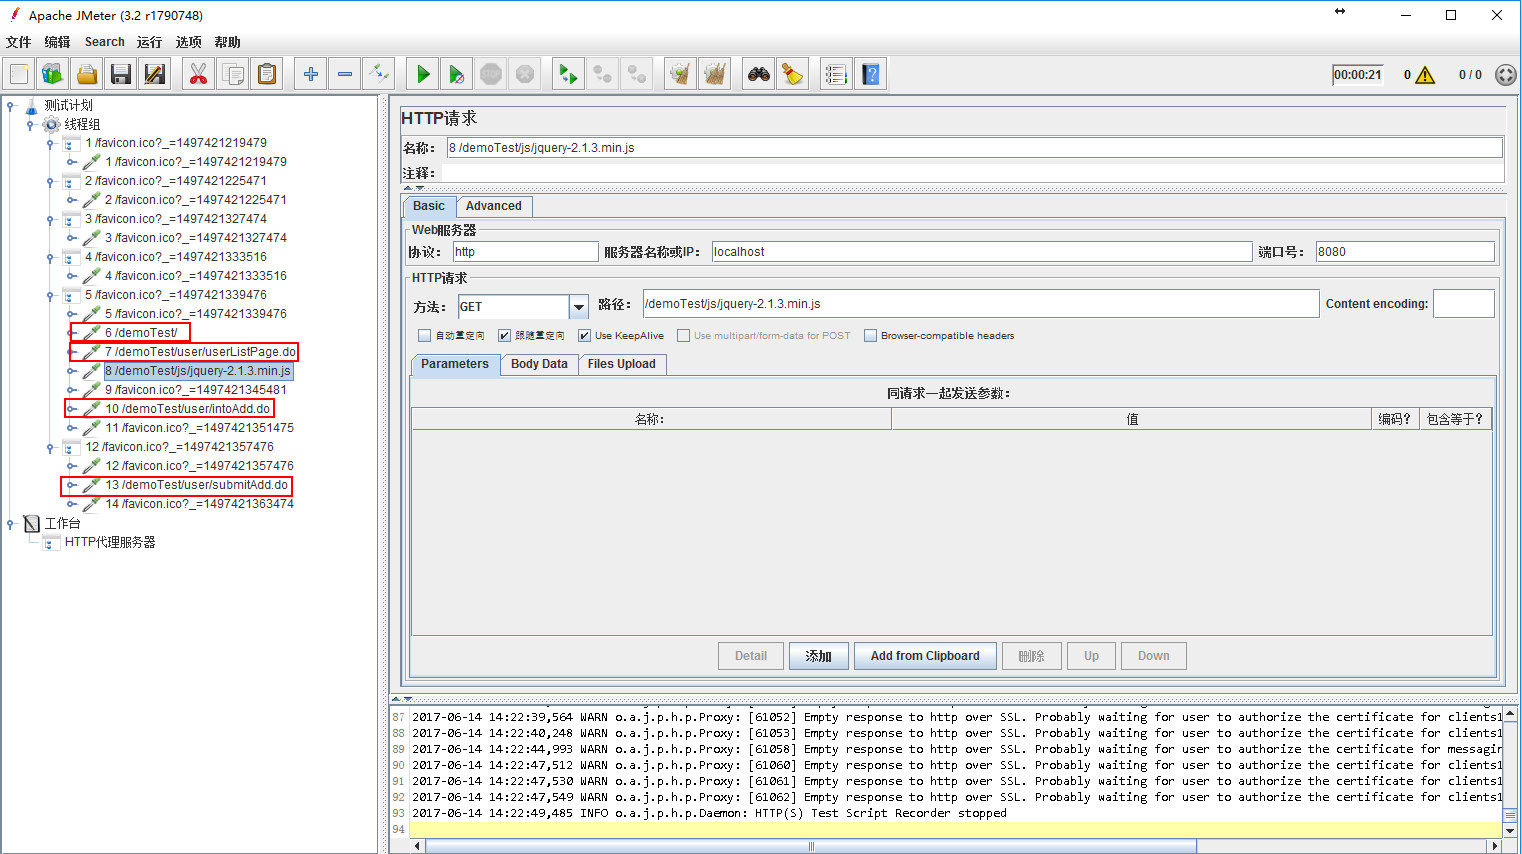 Apache JMeter (3.2 r1790748)
文件 编辑 Search 运行 选项 帮助
00:00:21 0 0 / 0
测试计划
线程组
1 /favicon.ico?_=1497421219479
1 /favicon.ico?_=1497421219479
2 /favicon.ico?_=1497421225471
2 /favicon.ico?_=1497421225471
3 /favicon.ico?_=1497421327474
3 /favicon.ico?_=1497421327474
4 /favicon.ico?_=1497421333516
4 /favicon.ico?_=1497421333516
5 /favicon.ico?_=1497421339476
5 /favicon.ico?_=1497421339476
6 /demoTest/
7 /demoTest/user/userListPage.do
8 /demoTest/js/jquery-2.1.3.min.js
9 /favicon.ico?_=1497421345481
10 /demoTest/user/intoAdd.do
11 /favicon.ico?_=1497421351475
12 /favicon.ico?_=1497421357476
12 /favicon.ico?_=1497421357476
13 /demoTest/user/submitAdd.do
14 /favicon.ico?_=1497421363474
工作台
HTTP代理服务器
HTTP请求
名称: 8 /demoTest/js/jquery-2.1.3.min.js
注释:
Basic Advanced
Web服务器
协议: http 服务器名称或IP: localhost 端口号: 8080
HTTP请求
方法: GET 路径: /demoTest/js/jquery-2.1.3.min.js Content encoding:
自动重定向 跟随重定向 Use KeepAlive Use multipart/form-data for POST Browser-compatible headers
Parameters Body Data Files Upload
同请求一起发送参数:
名称: 值 编码? 包含等于?
Detail 添加 Add from Clipboard 删除 Up Down
87 2017-06-14 14:22:39,564 WARN o.a.j.p.h.p.Proxy: [61052] Empty response to http over SSL. Probably waiting for user to authorize the certificate for clients1
88 2017-06-14 14:22:40,248 WARN o.a.j.p.h.p.Proxy: [61053] Empty response to http over SSL. Probably waiting for user to authorize the certificate for clients1
89 2017-06-14 14:22:44,993 WARN o.a.j.p.h.p.Proxy: [61058] Empty response to http over SSL. Probably waiting for user to authorize the certificate for messagin
90 2017-06-14 14:22:47,512 WARN o.a.j.p.h.p.Proxy: [61060] Empty response to http over SSL. Probably waiting for user to authorize the certificate for clients1
91 2017-06-14 14:22:47,530 WARN o.a.j.p.h.p.Proxy: [61061] Empty response to http over SSL. Probably waiting for user to authorize the certificate for clients1
92 2017-06-14 14:22:47,549 WARN o.a.j.p.h.p.Proxy: [61062] Empty response to http over SSL. Probably waiting for user to authorize the certificate for clients1
93 2017-06-14 14:22:49,485 INFO o.a.j.p.h.p.Daemon: HTTP(S) Test Script Recorder stopped
94